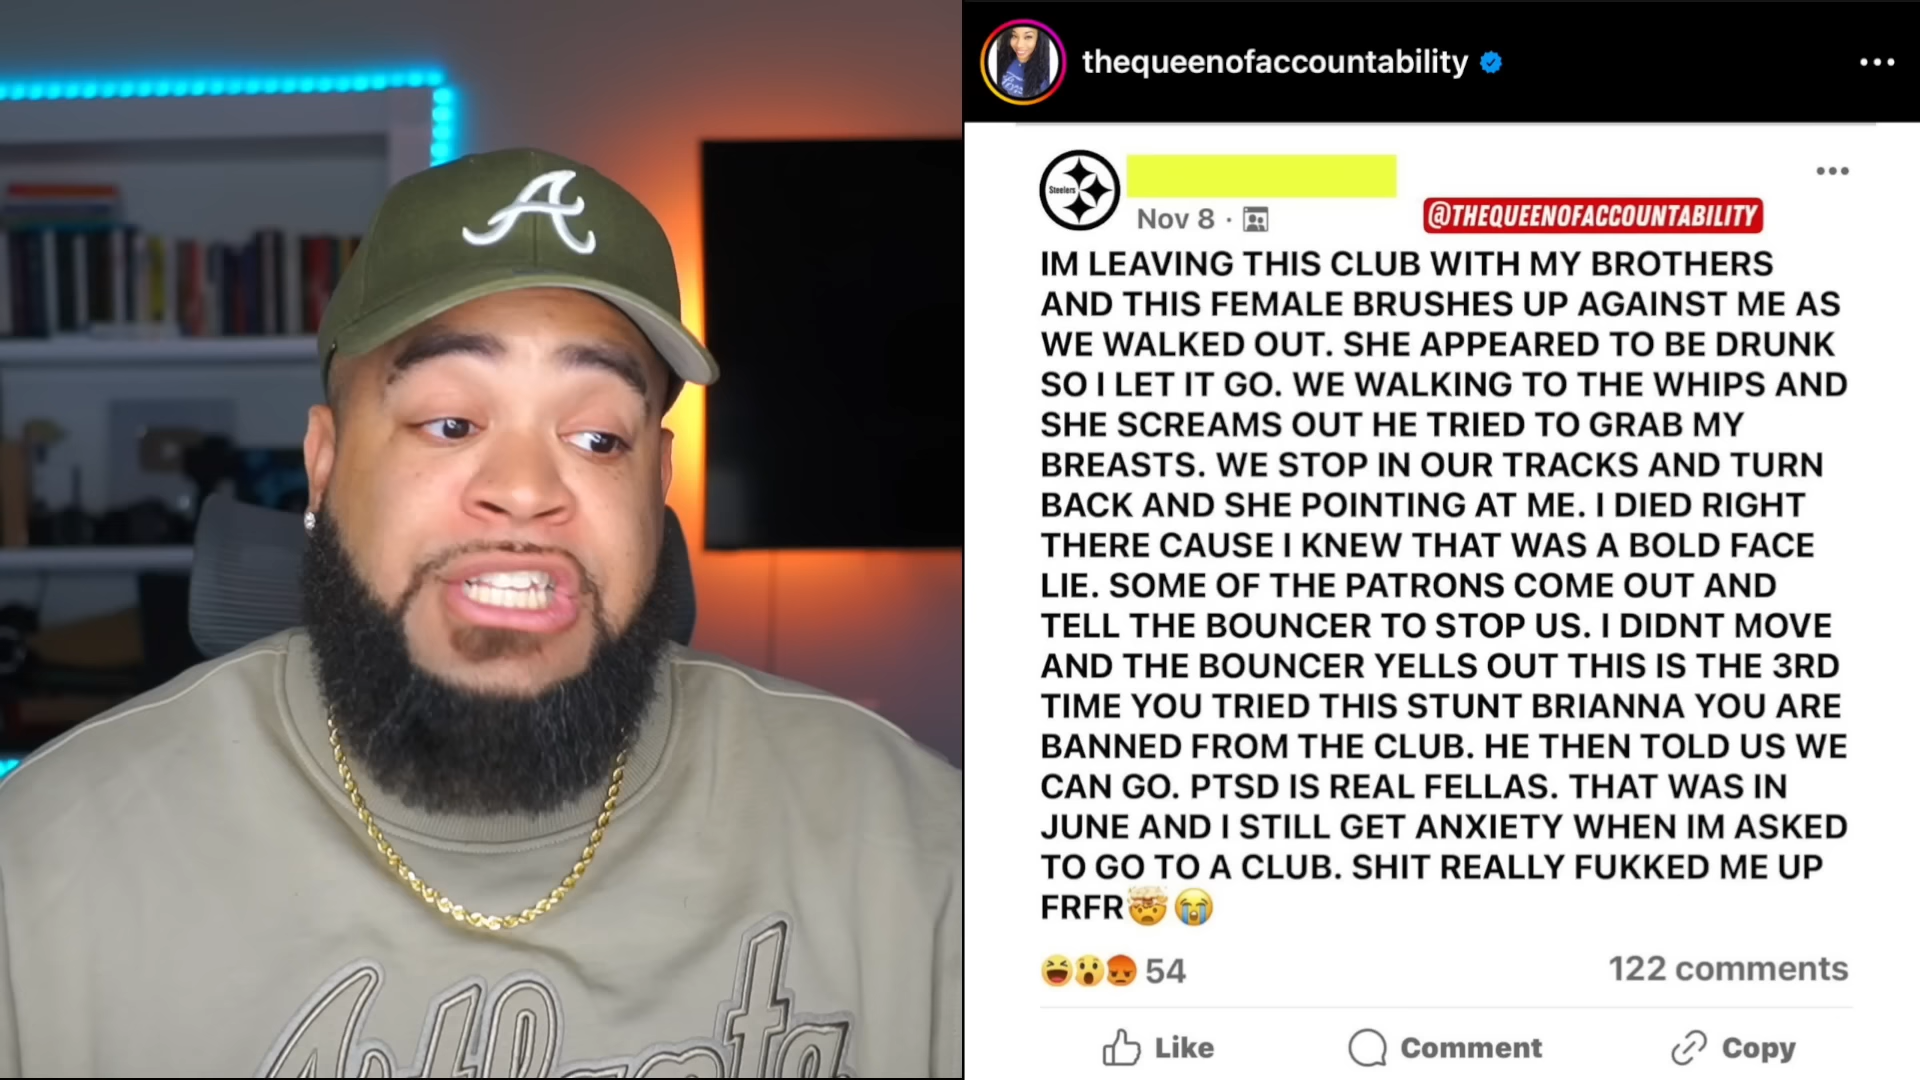 A
Atlanta
thequeenofaccountability
Steelers
Nov 8 ·
@THEQUEENOFACCOUNTABILITY
IM LEAVING THIS CLUB WITH MY BROTHERS
AND THIS FEMALE BRUSHES UP AGAINST ME AS
WE WALKED OUT. SHE APPEARED TO BE DRUNK
SO I LET IT GO. WE WALKING TO THE WHIPS AND
SHE SCREAMS OUT HE TRIED TO GRAB MY
BREASTS. WE STOP IN OUR TRACKS AND TURN
BACK AND SHE POINTING AT ME. I DIED RIGHT
THERE CAUSE I KNEW THAT WAS A BOLD FACE
LIE. SOME OF THE PATRONS COME OUT AND
TELL THE BOUNCER TO STOP US. I DIDNT MOVE
AND THE BOUNCER YELLS OUT THIS IS THE 3RD
TIME YOU TRIED THIS STUNT BRIANNA YOU ARE
BANNED FROM THE CLUB. HE THEN TOLD US WE
CAN GO. PTSD IS REAL FELLAS. THAT WAS IN
JUNE AND I STILL GET ANXIETY WHEN IM ASKED
TO GO TO A CLUB. SHIT REALLY FUKKED ME UP
FRFR🤯😭
😆😮😡 54
122 comments
Like
Comment
Copy